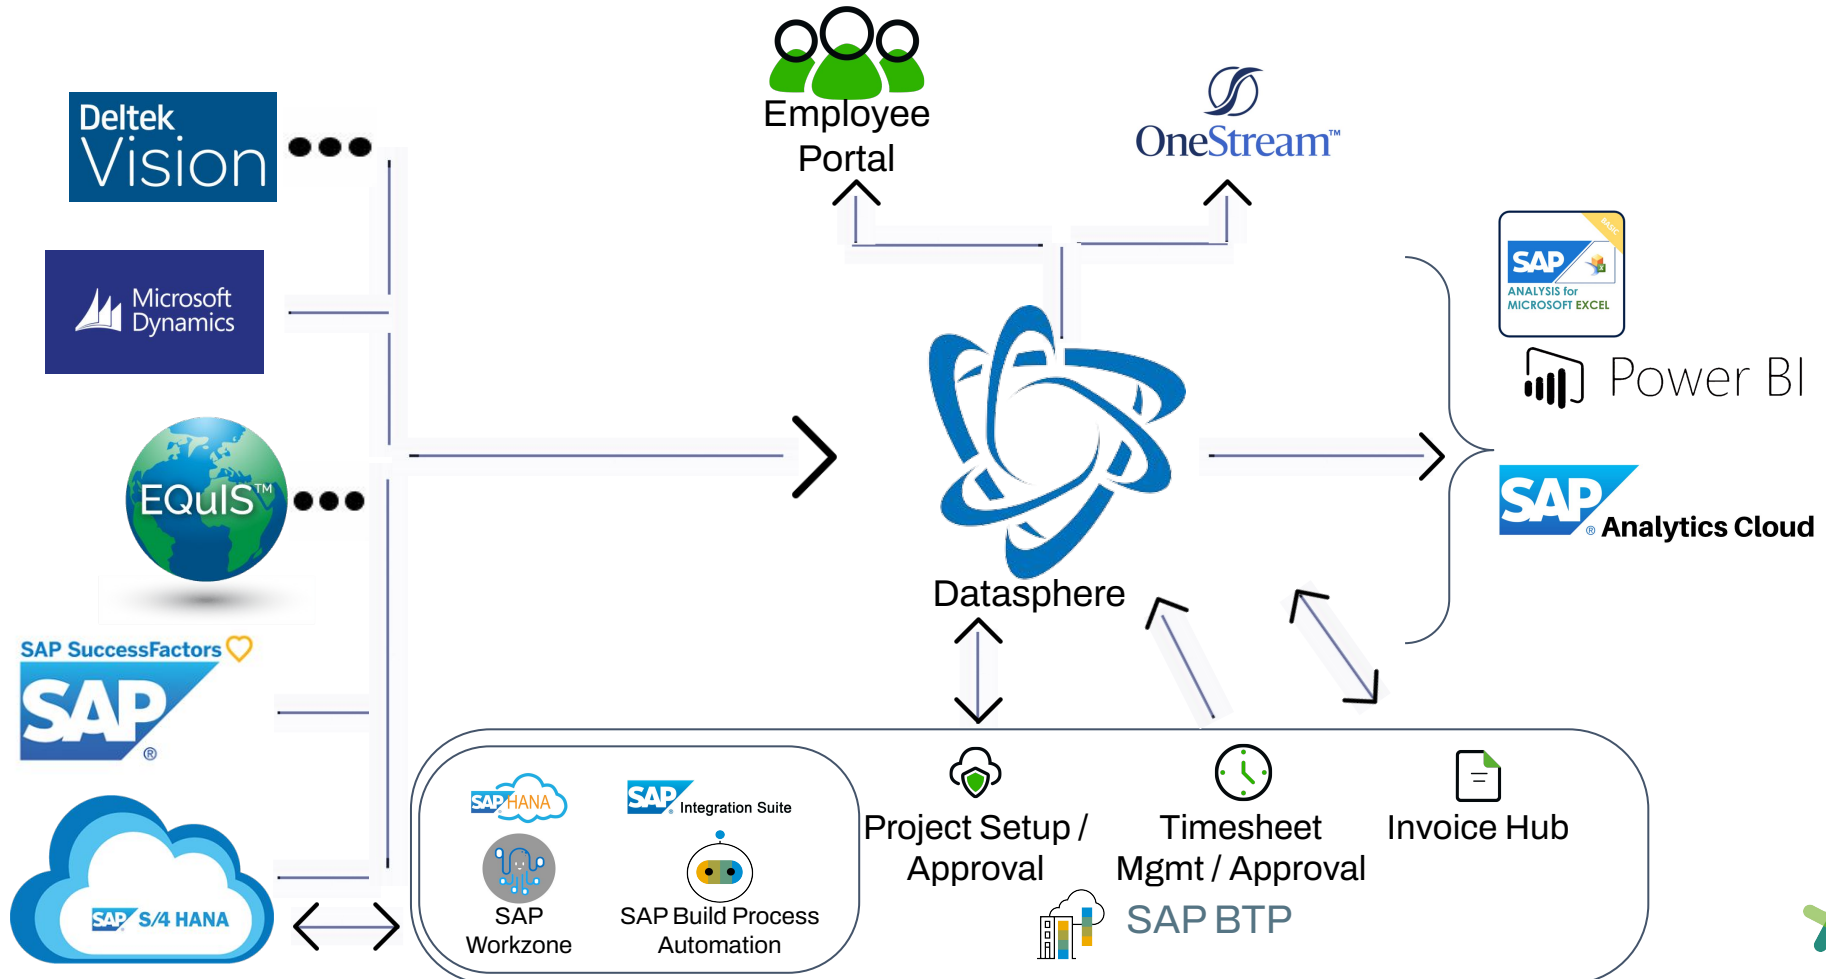 Employee
Portal
OneStream™
Deltek
Vision
Microsoft
Dynamics
EQuIS™
SAP SuccessFactors
SAP®
SAP S/4 HANA
BASIC
SAP
ANALYSIS for
MICROSOFT EXCEL
Power BI
SAP® Analytics Cloud
Datasphere
SAP HANA
SAP Integration Suite
SAP
Workzone
SAP Build Process
Automation
Project Setup /
Approval
Timesheet
Mgmt / Approval
Invoice Hub
SAP BTP